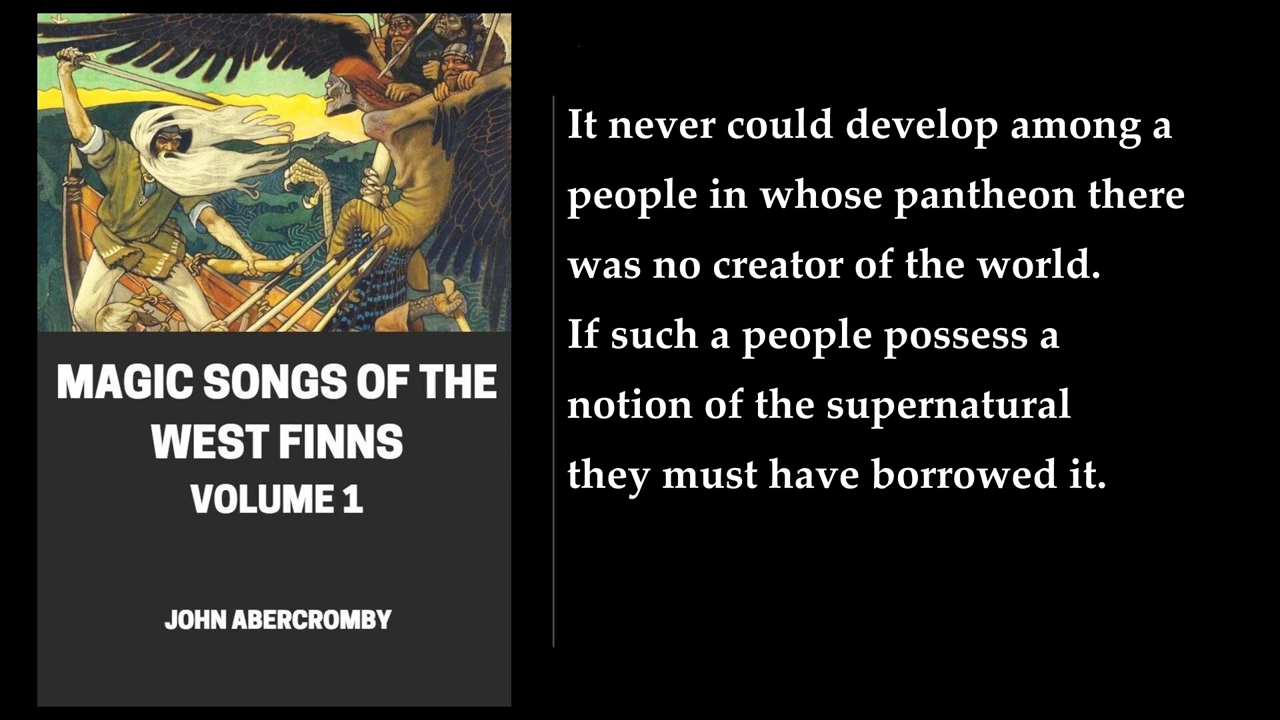 MAGIC SONGS OF THE
WEST FINNS
VOLUME 1
JOHN ABERCROMBY
It never could develop among a
people in whose pantheon there
was no creator of the world.
If such a people possess a
notion of the supernatural
they must have borrowed it.